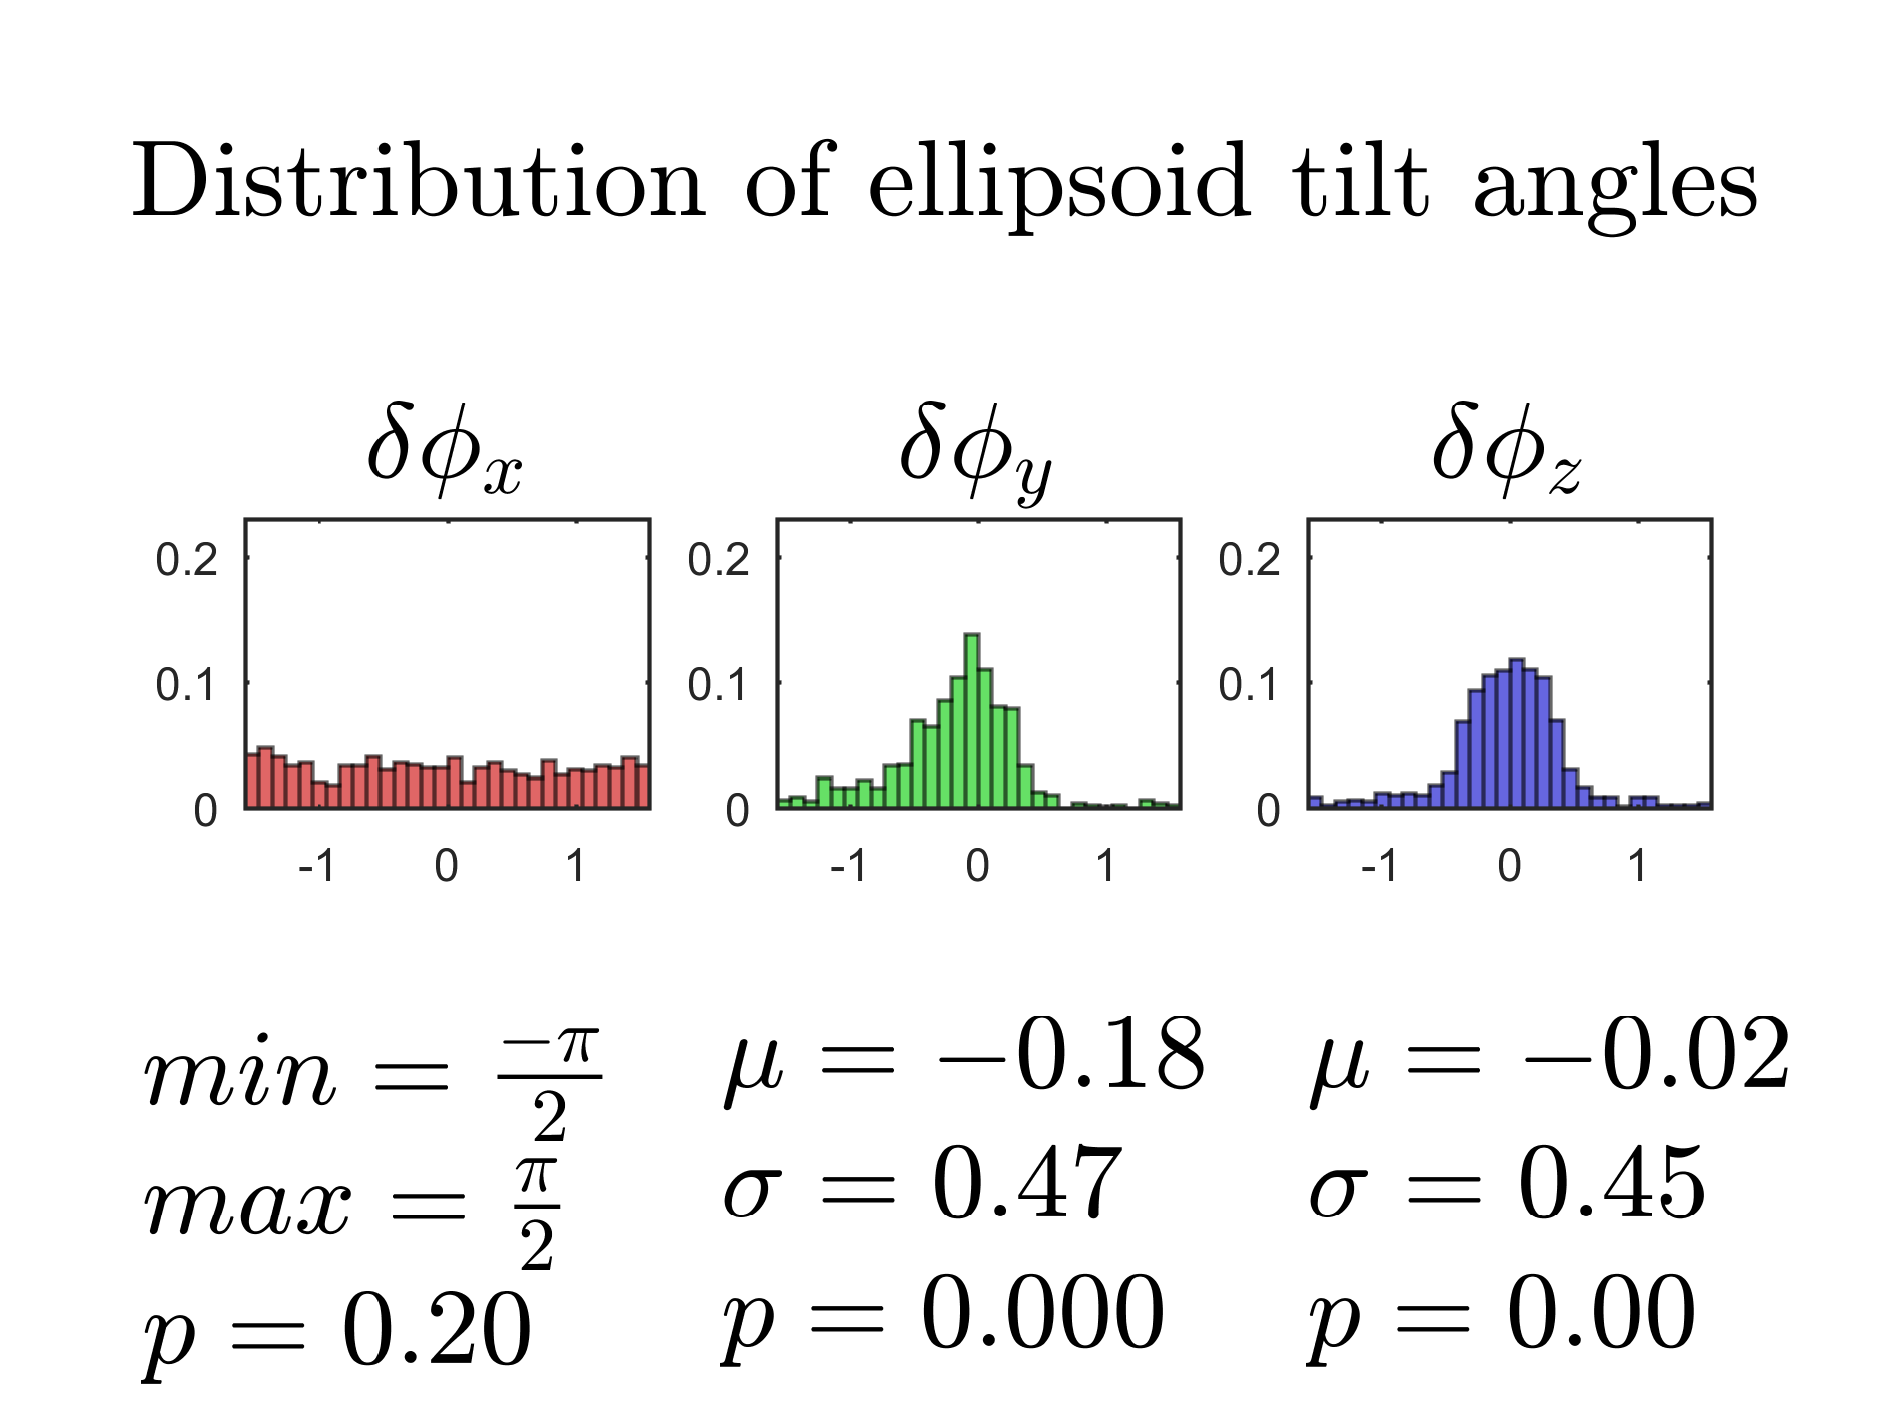 Distribution of ellipsoid tilt angles
δϕx δϕy δϕz
0.2 0.2 0.2
0.1 0.1 0.1
0 0 0
-1 0 1 -1 0 1 -1 0 1
min = −π/2
max = π/2
p = 0.20
μ = −0.18
σ = 0.47
p = 0.000
μ = −0.02
σ = 0.45
p = 0.00